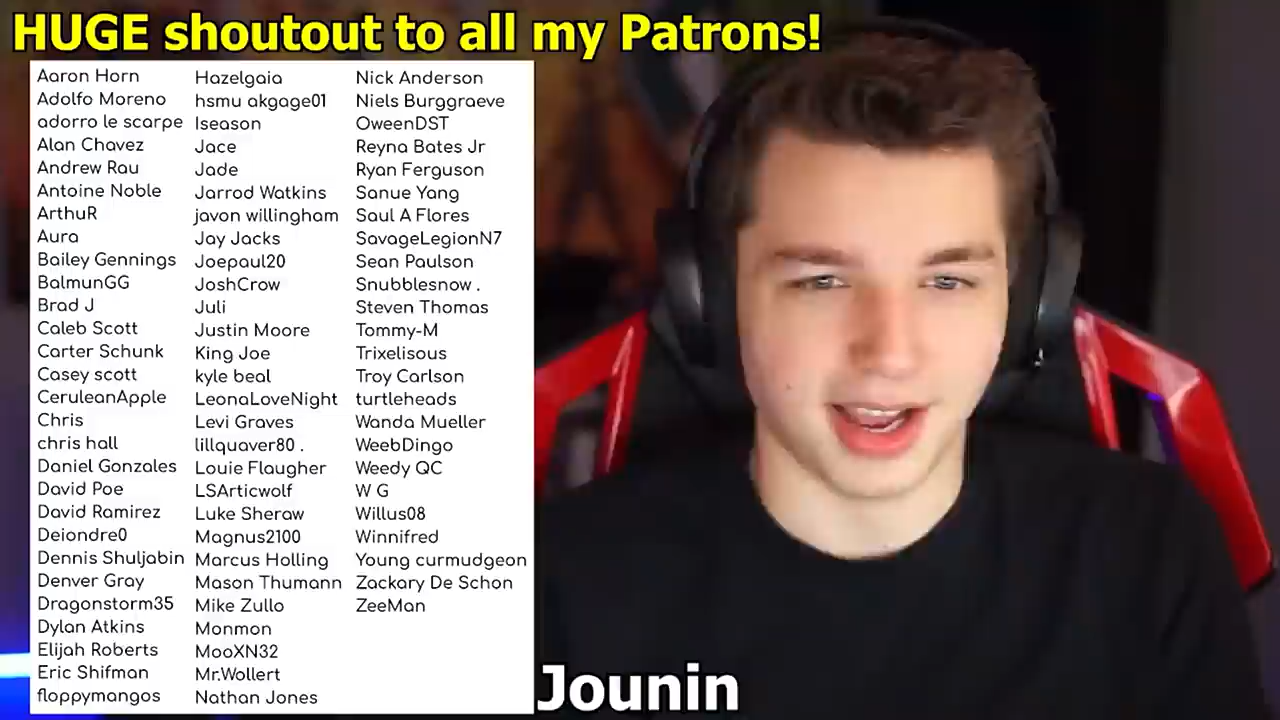 HUGE shoutout to all my Patrons!
Aaron Horn
Adolfo Moreno
adorro le scarpe
Alan Chavez
Andrew Rau
Antoine Noble
ArthuR
Aura
Bailey Gennings
BalmunGG
Brad J
Caleb Scott
Carter Schunk
Casey scott
CeruleanApple
Chris
chris hall
Daniel Gonzales
David Poe
David Ramirez
Deiondre0
Dennis Shuljabin
Denver Gray
Dragonstorm35
Dylan Atkins
Elijah Roberts
Eric Shifman
floppymangos
Hazelgaia
hsmu akgage01
Iseason
Jace
Jade
Jarrod Watkins
javon willingham
Jay Jacks
Joepaul20
JoshCrow
Juli
Justin Moore
King Joe
kyle beal
LeonaLoveNight
Levi Graves
lillquaver80 .
Louie Flaugher
LSArticwolf
Luke Sheraw
Magnus2100
Marcus Holling
Mason Thumann
Mike Zullo
Monmon
MooXN32
Mr.Wollert
Nathan Jones
Nick Anderson
Niels Burggraeve
OweenDST
Reyna Bates Jr
Ryan Ferguson
Sanue Yang
Saul A Flores
SavageLegionN7
Sean Paulson
Snubblesnow .
Steven Thomas
Tommy-M
Trixelisous
Troy Carlson
turtleheads
Wanda Mueller
WeebDingo
Weedy QC
W G
Willus08
Winnifred
Young curmudgeon
Zackary De Schon
ZeeMan
Jounin